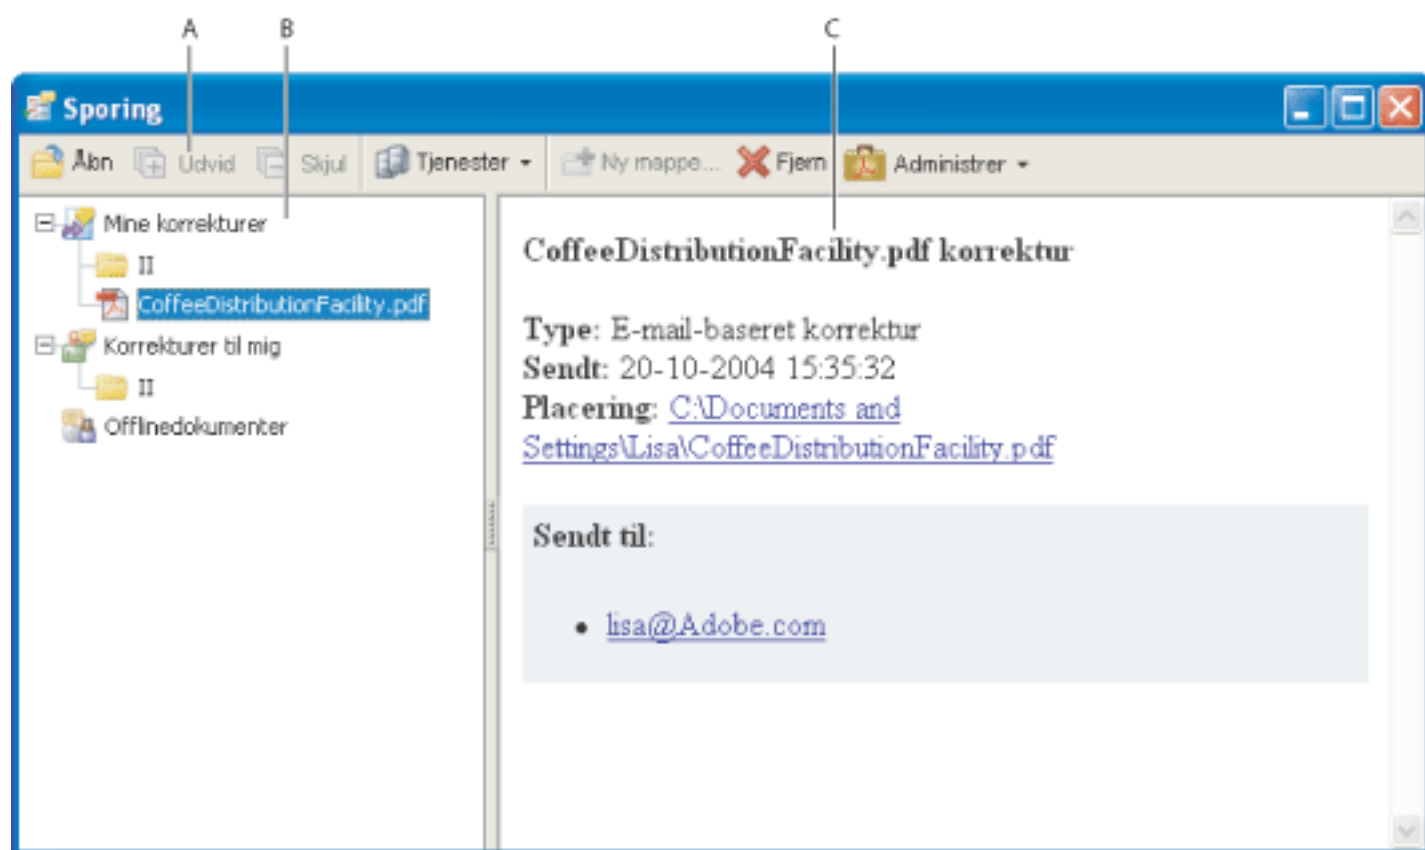 A B C
Sporing
Åbn Udvid Skjul Tjenester Ny mappe... Fjern Administrer
Mine korrekturer
II
CoffeeDistributionFacility.pdf
Korrekturer til mig
II
Offlinedokumenter
CoffeeDistributionFacility.pdf korrektur
Type: E-mail-baseret korrektur
Sendt: 20-10-2004 15:35:32
Placering: C:\Documents and
Settings\Lisa\CoffeeDistributionFacility.pdf
Sendt til:
• lisa@Adobe.com